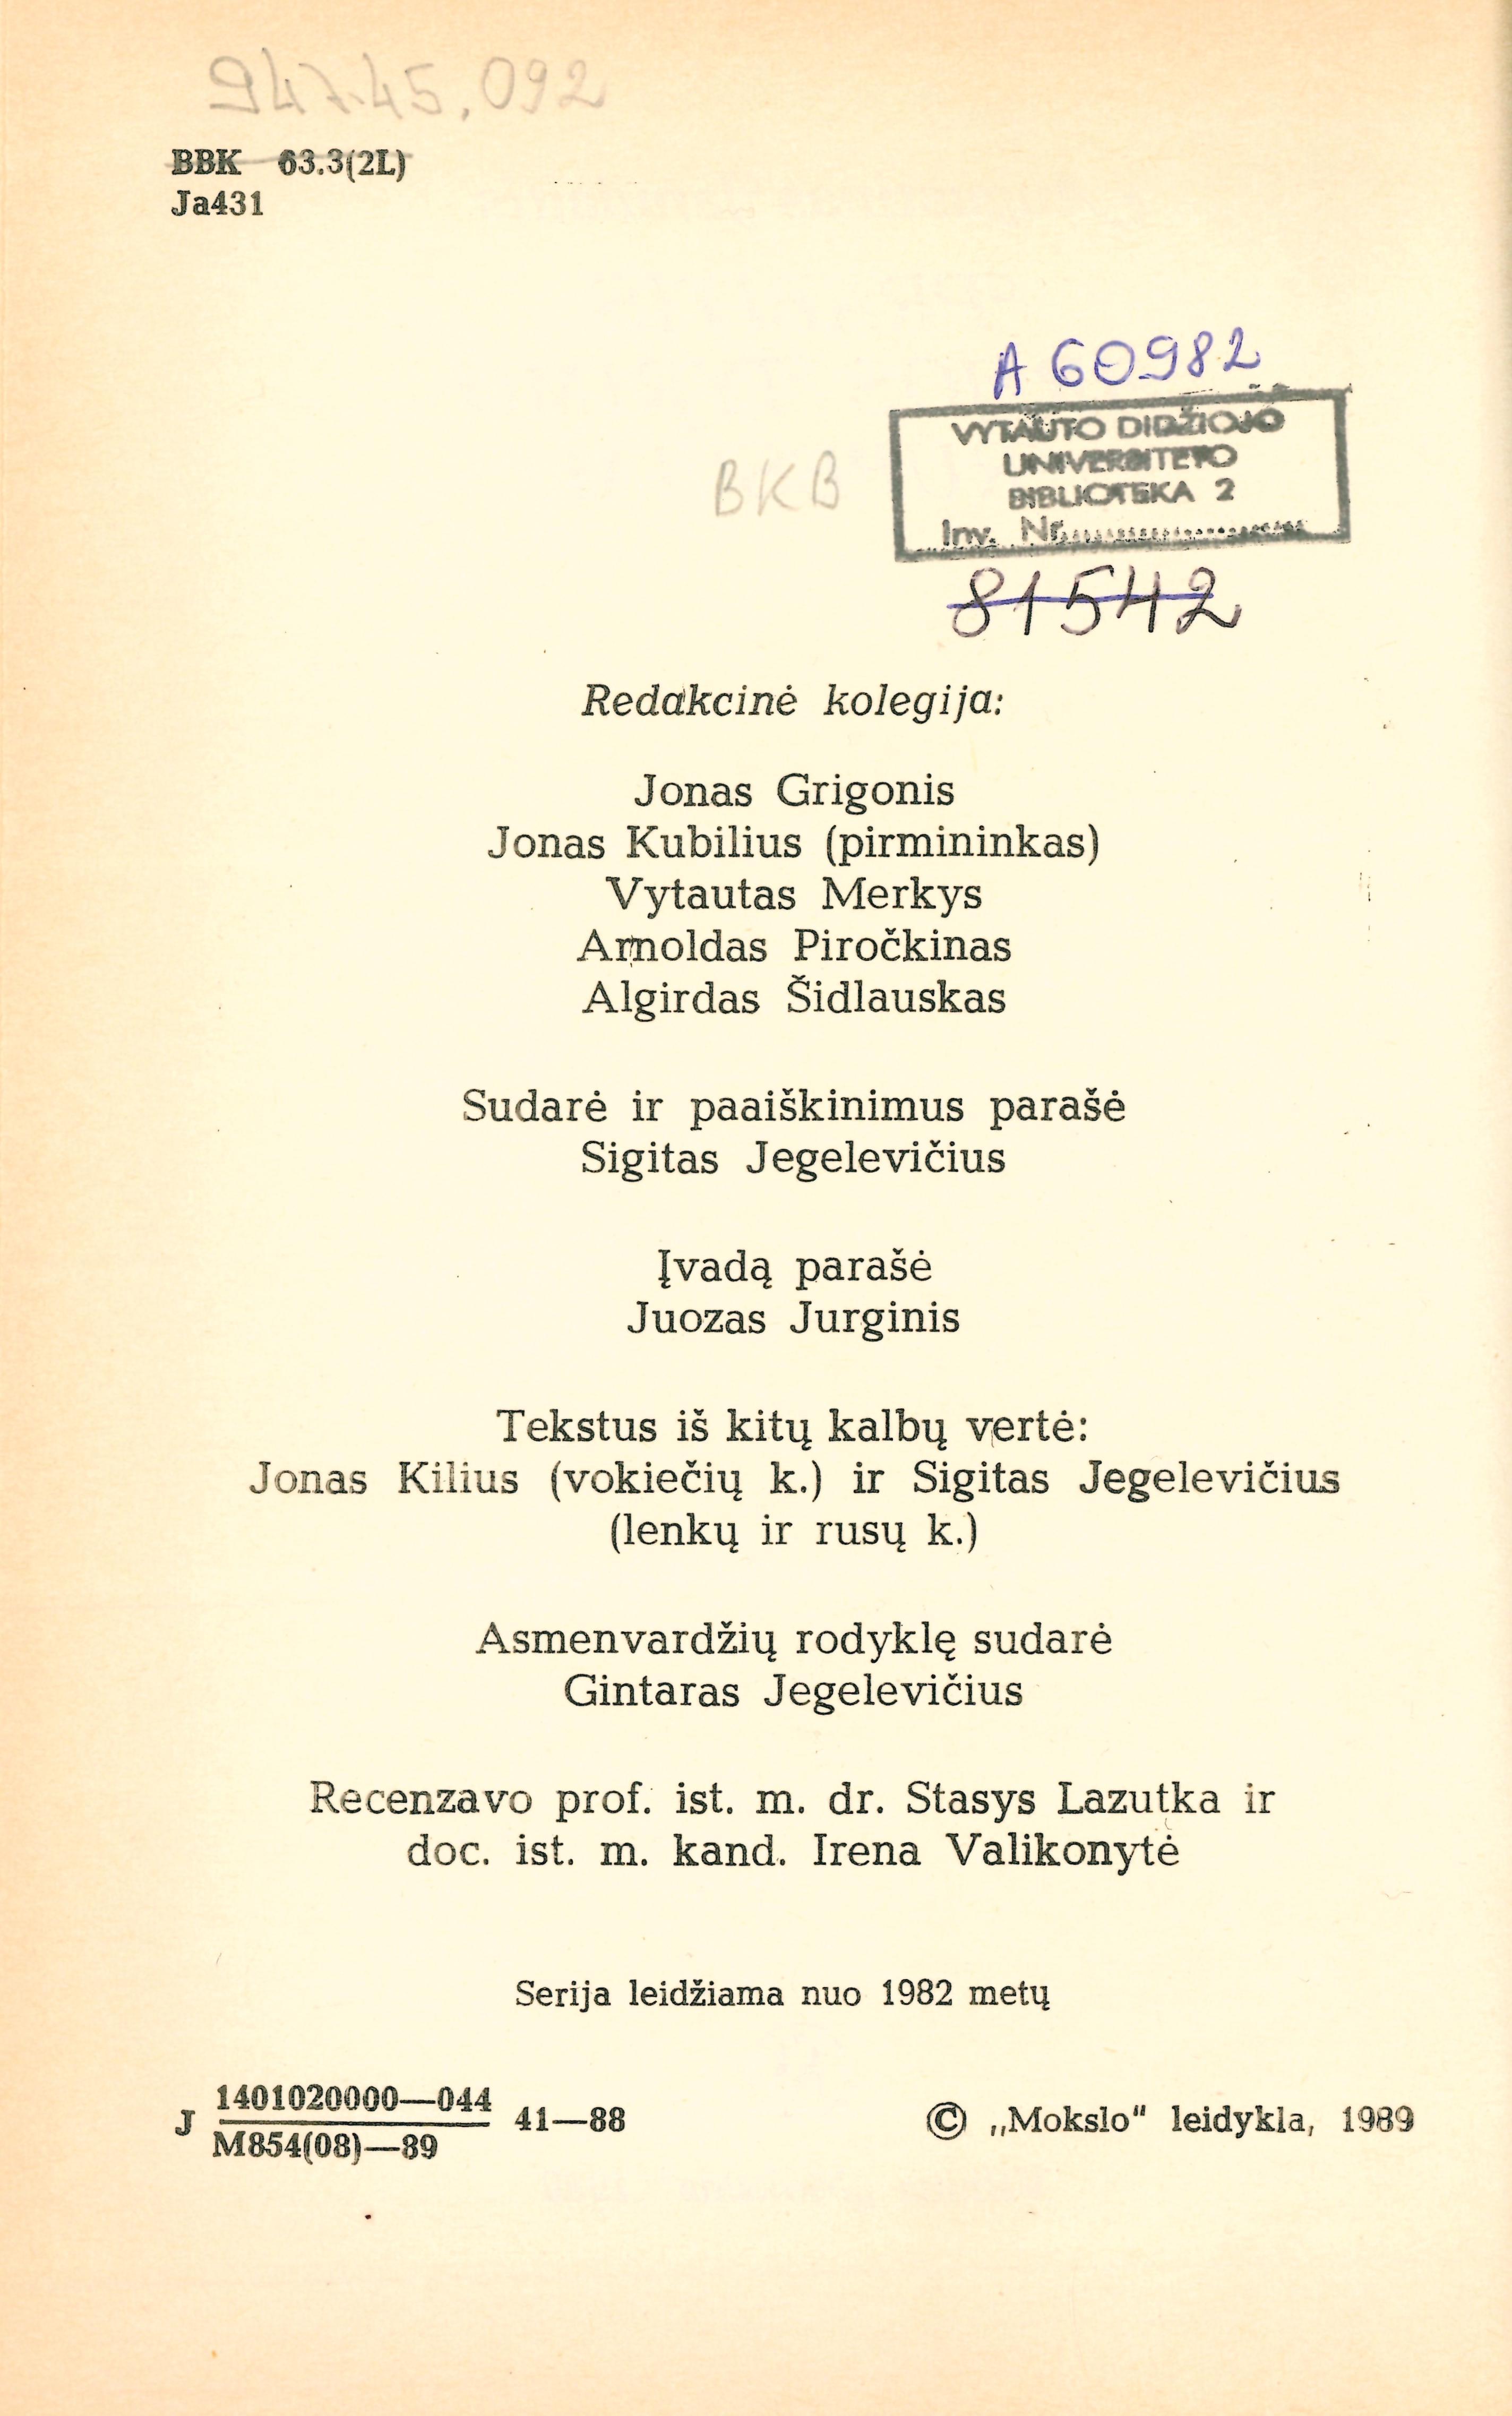 947.45.092
BBK 63.3(2L)
Ja431
A 60982
VYTAUTO DIDŽIOJO
UNIVERSITETO
BIBLIOTEKA 2
Inv. Nr.
BKB
81542
Redakcinė kolegija:
Jonas Grigonis
Jonas Kubilius (pirmininkas)
Vytautas Merkys
Arnoldas Piročkinas
Algirdas Šidlauskas
Sudarė ir paaiškinimus parašė
Sigitas Jegelevičius
Įvadą parašė
Juozas Jurginis
Tekstus iš kitų kalbų vertė:
Jonas Kilius (vokiečių k.) ir Sigitas Jegelevičius
(lenkų ir rusų k.)
Asmenvardžių rodyklę sudarė
Gintaras Jegelevičius
Recenzavo prof. ist. m. dr. Stasys Lazutka ir
doc. ist. m. kand. Irena Valikonytė
Serija leidžiama nuo 1982 metų
J 1401020000—044
M854(08)—89
41—88
© „Mokslo" leidykla, 1989